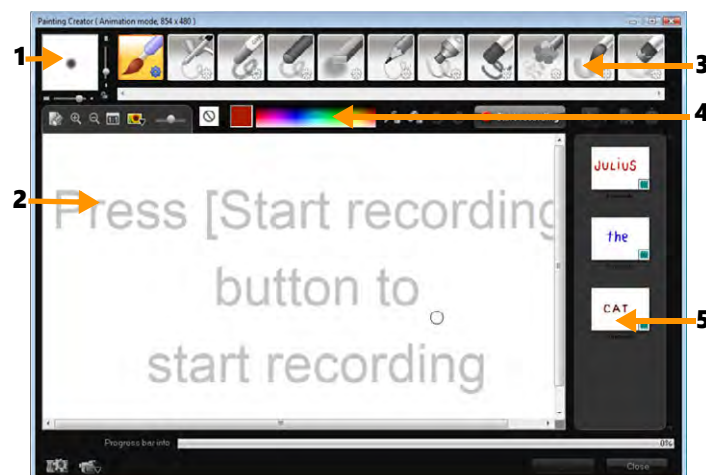 Painting Creator ( Animation mode, 854 x 480 )
1
3
4
2
Press [Start recording
button to
start recording
JULIUS
the
CAT
5
Progress bar info
0%
Close